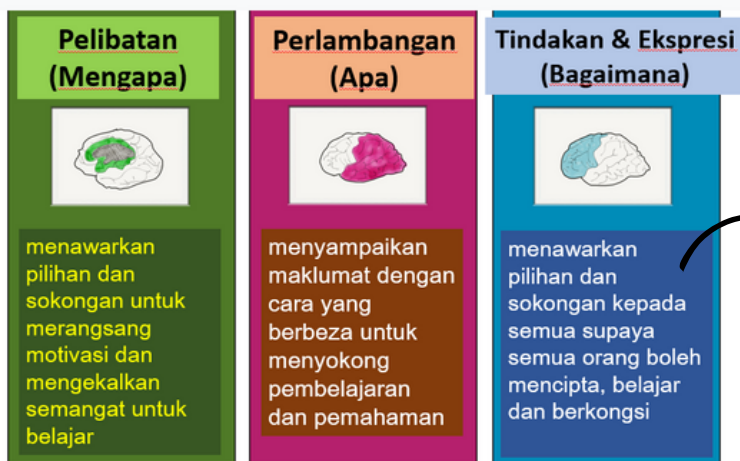 Pelibatan
(Mengapa)
menawarkan
pilihan dan
sokongan untuk
merangsang
motivasi dan
mengekalkan
semangat untuk
belajar
Perlambangan
(Apa)
menyampaikan
maklumat dengan
cara yang
berbeza untuk
menyokong
pembelajaran
dan pemahaman
Tindakan & Ekspresi
(Bagaimana)
menawarkan
pilihan dan
sokongan kepada
semua supaya
semua orang boleh
mencipta, belajar
dan berkongsi